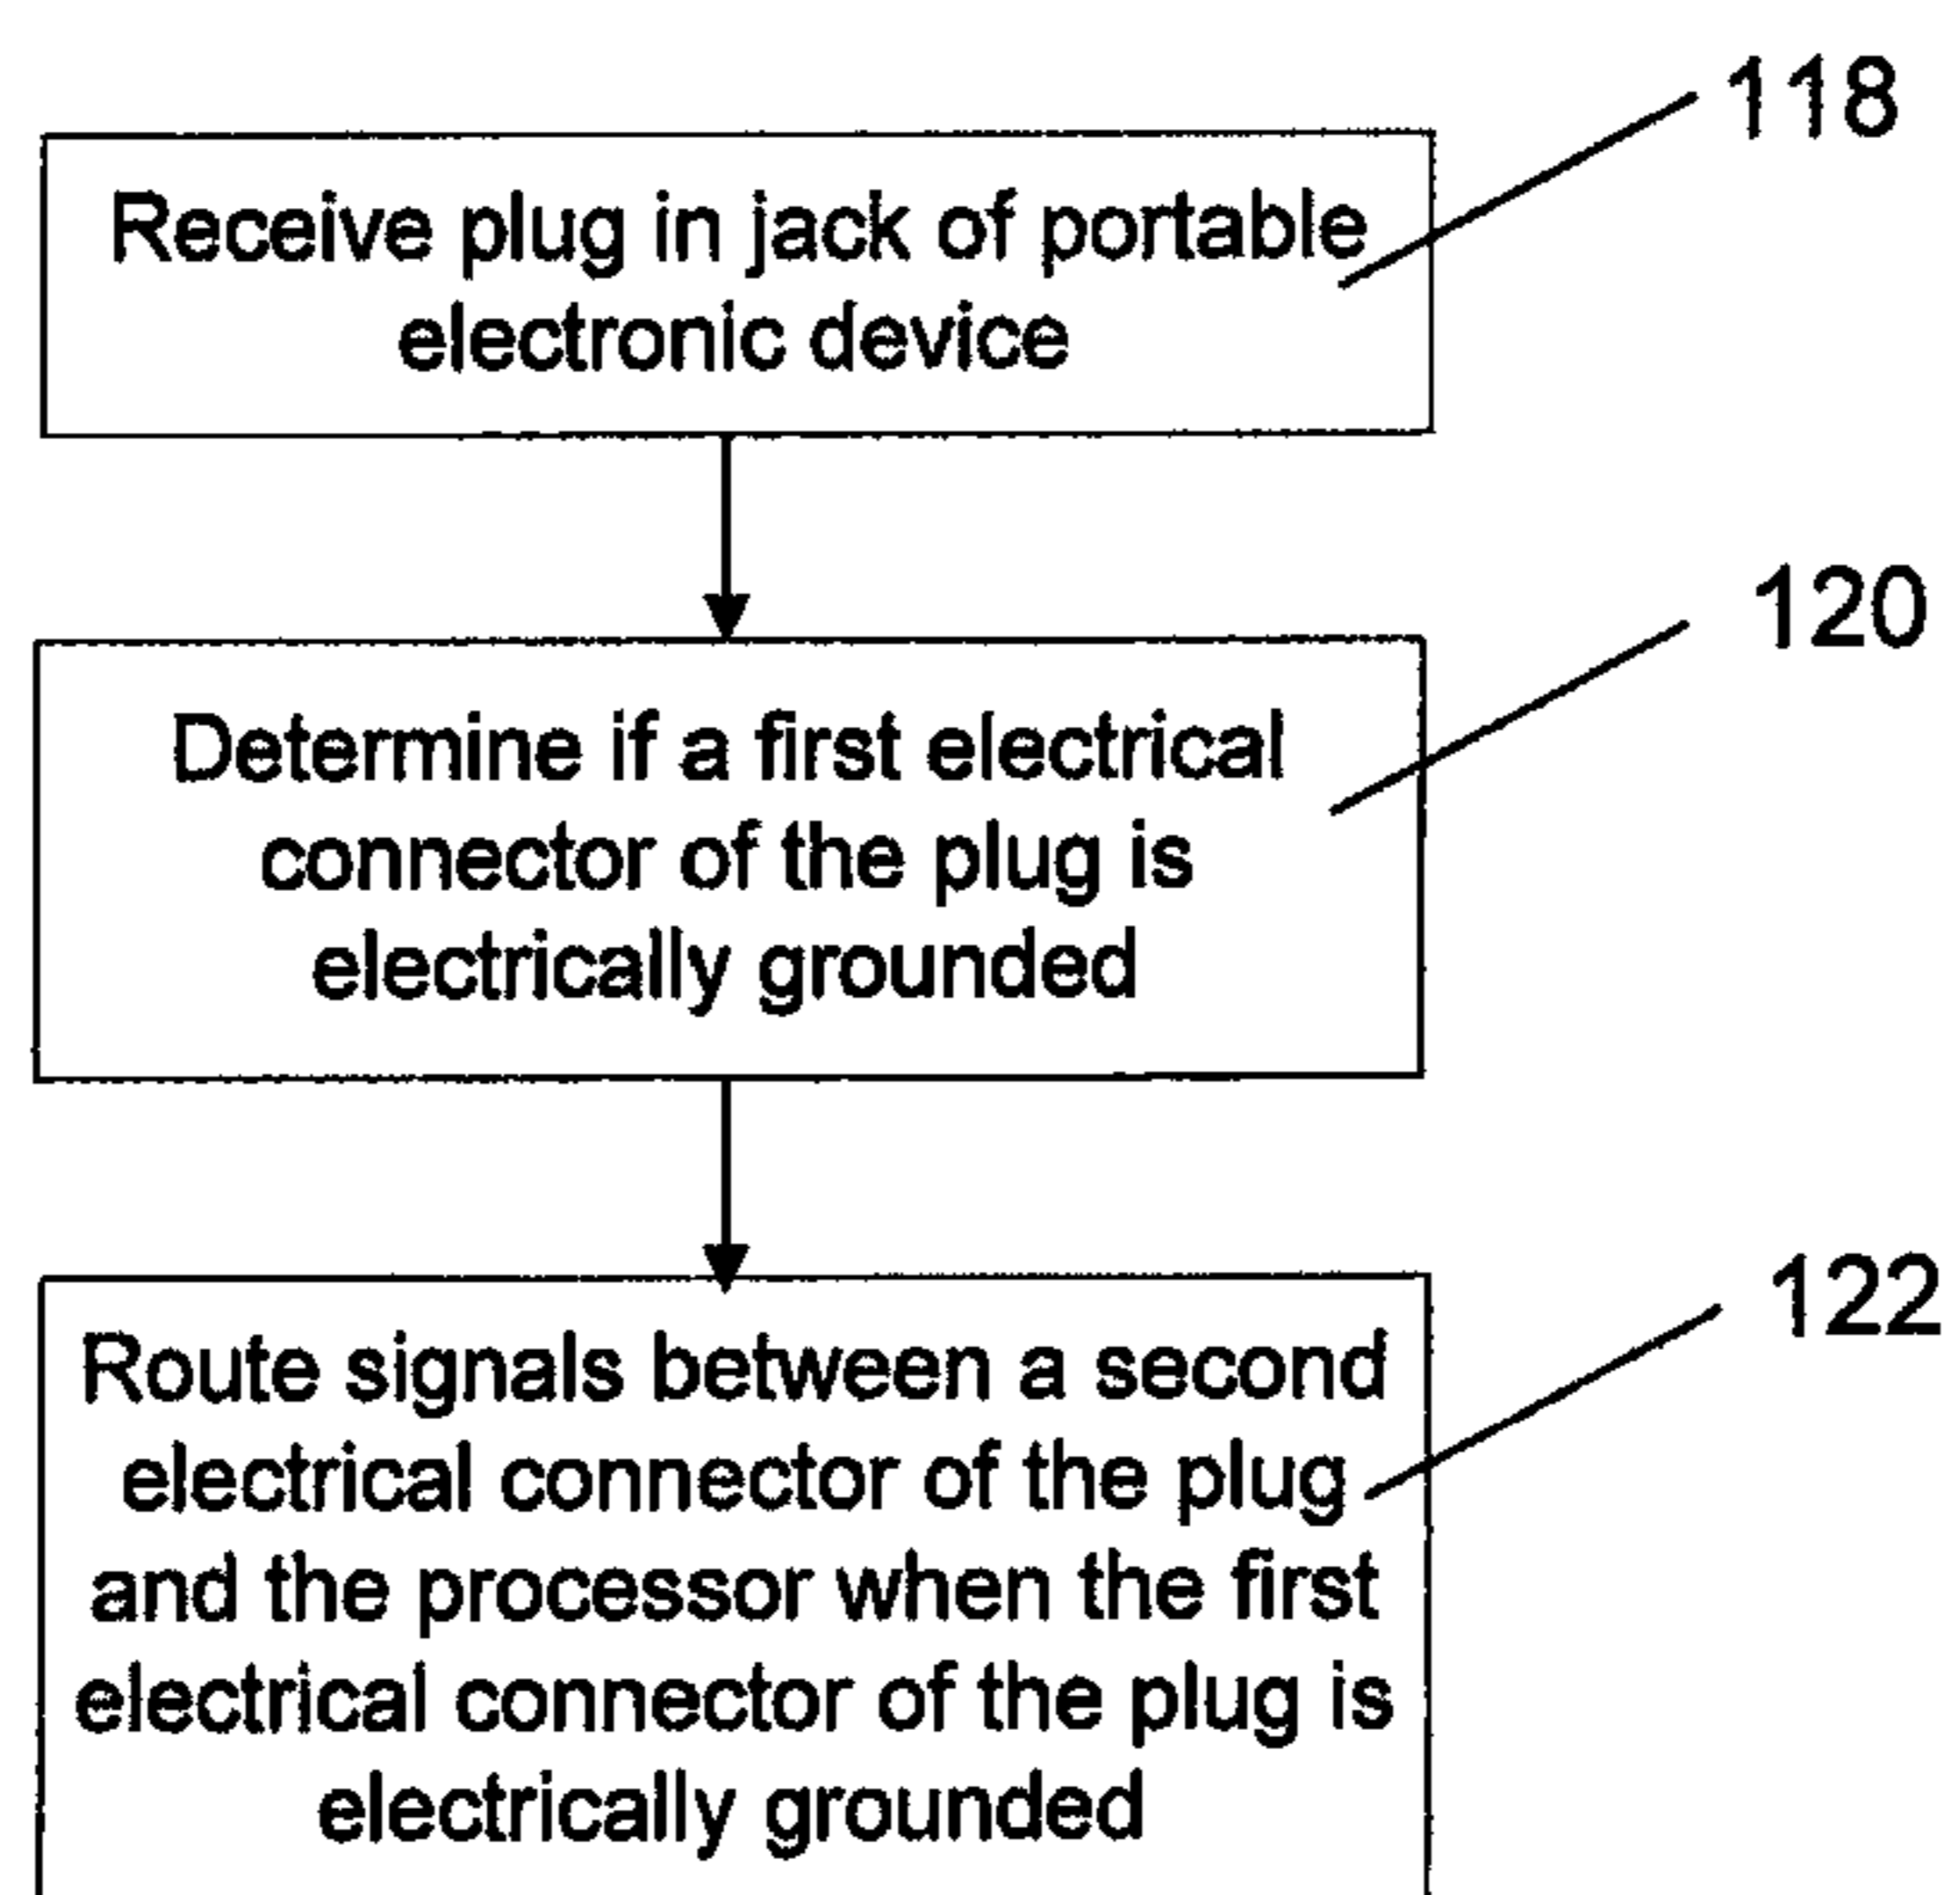 118
Receive plug in jack of portable
electronic device
120
Determine if a first electrical
connector of the plug is
electrically grounded
122
Route signals between a second
electrical connector of the plug
and the processor when the first
electrical connector of the plug is
electrically grounded